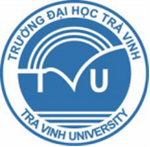 TRƯỜNG ĐẠI HỌC TRÀ VINH
TVU
TRA VINH UNIVERSITY